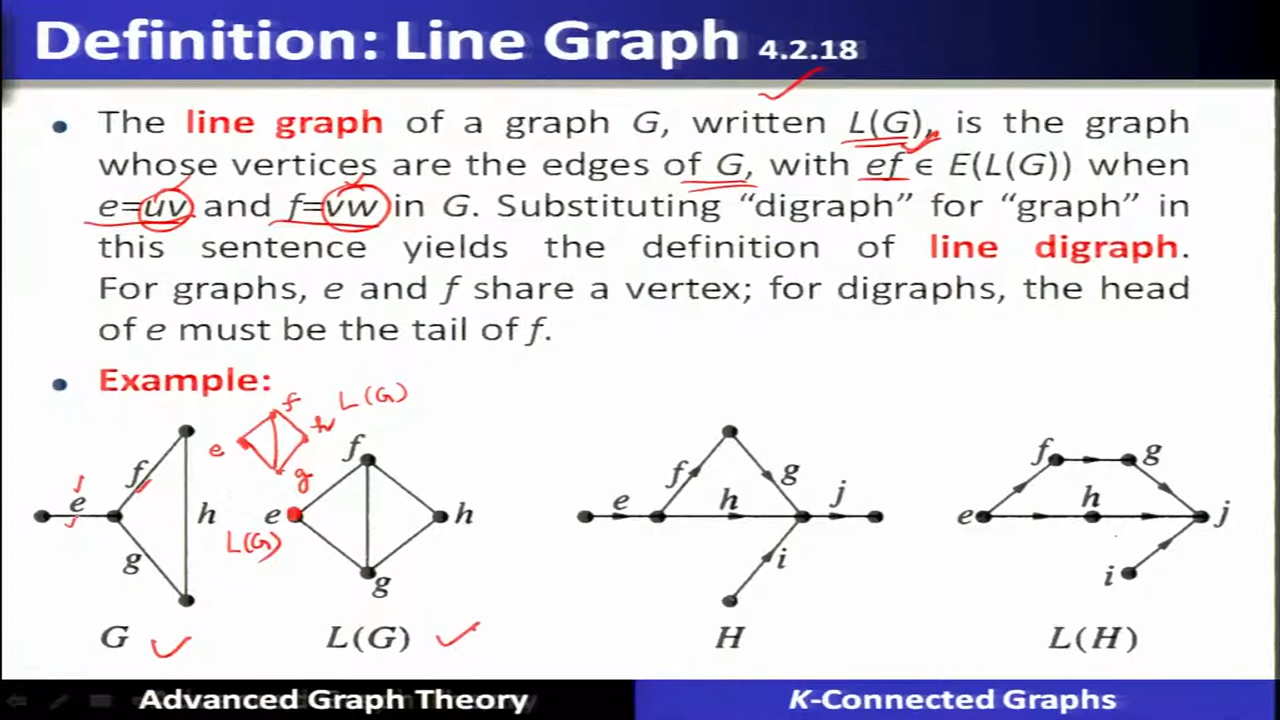 Definition: Line Graph 4.2.18
• The line graph of a graph G, written L(G), is the graph
whose vertices are the edges of G, with ef ∈ E(L(G)) when
e=uv and f=vw in G. Substituting “digraph” for “graph” in
this sentence yields the definition of line digraph.
For graphs, e and f share a vertex; for digraphs, the head
of e must be the tail of f.
• Example:
f L(G)
e h
g
f
e g h
G
f
e h
L(G) g
L(G)
f g
e h j
i
H
f g
e h j
i
L(H)
Advanced Graph Theory
K-Connected Graphs